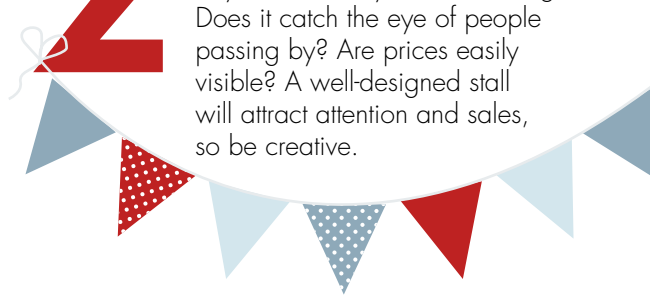 2
Does it catch the eye of people
passing by? Are prices easily
visible? A well-designed stall
will attract attention and sales,
so be creative.